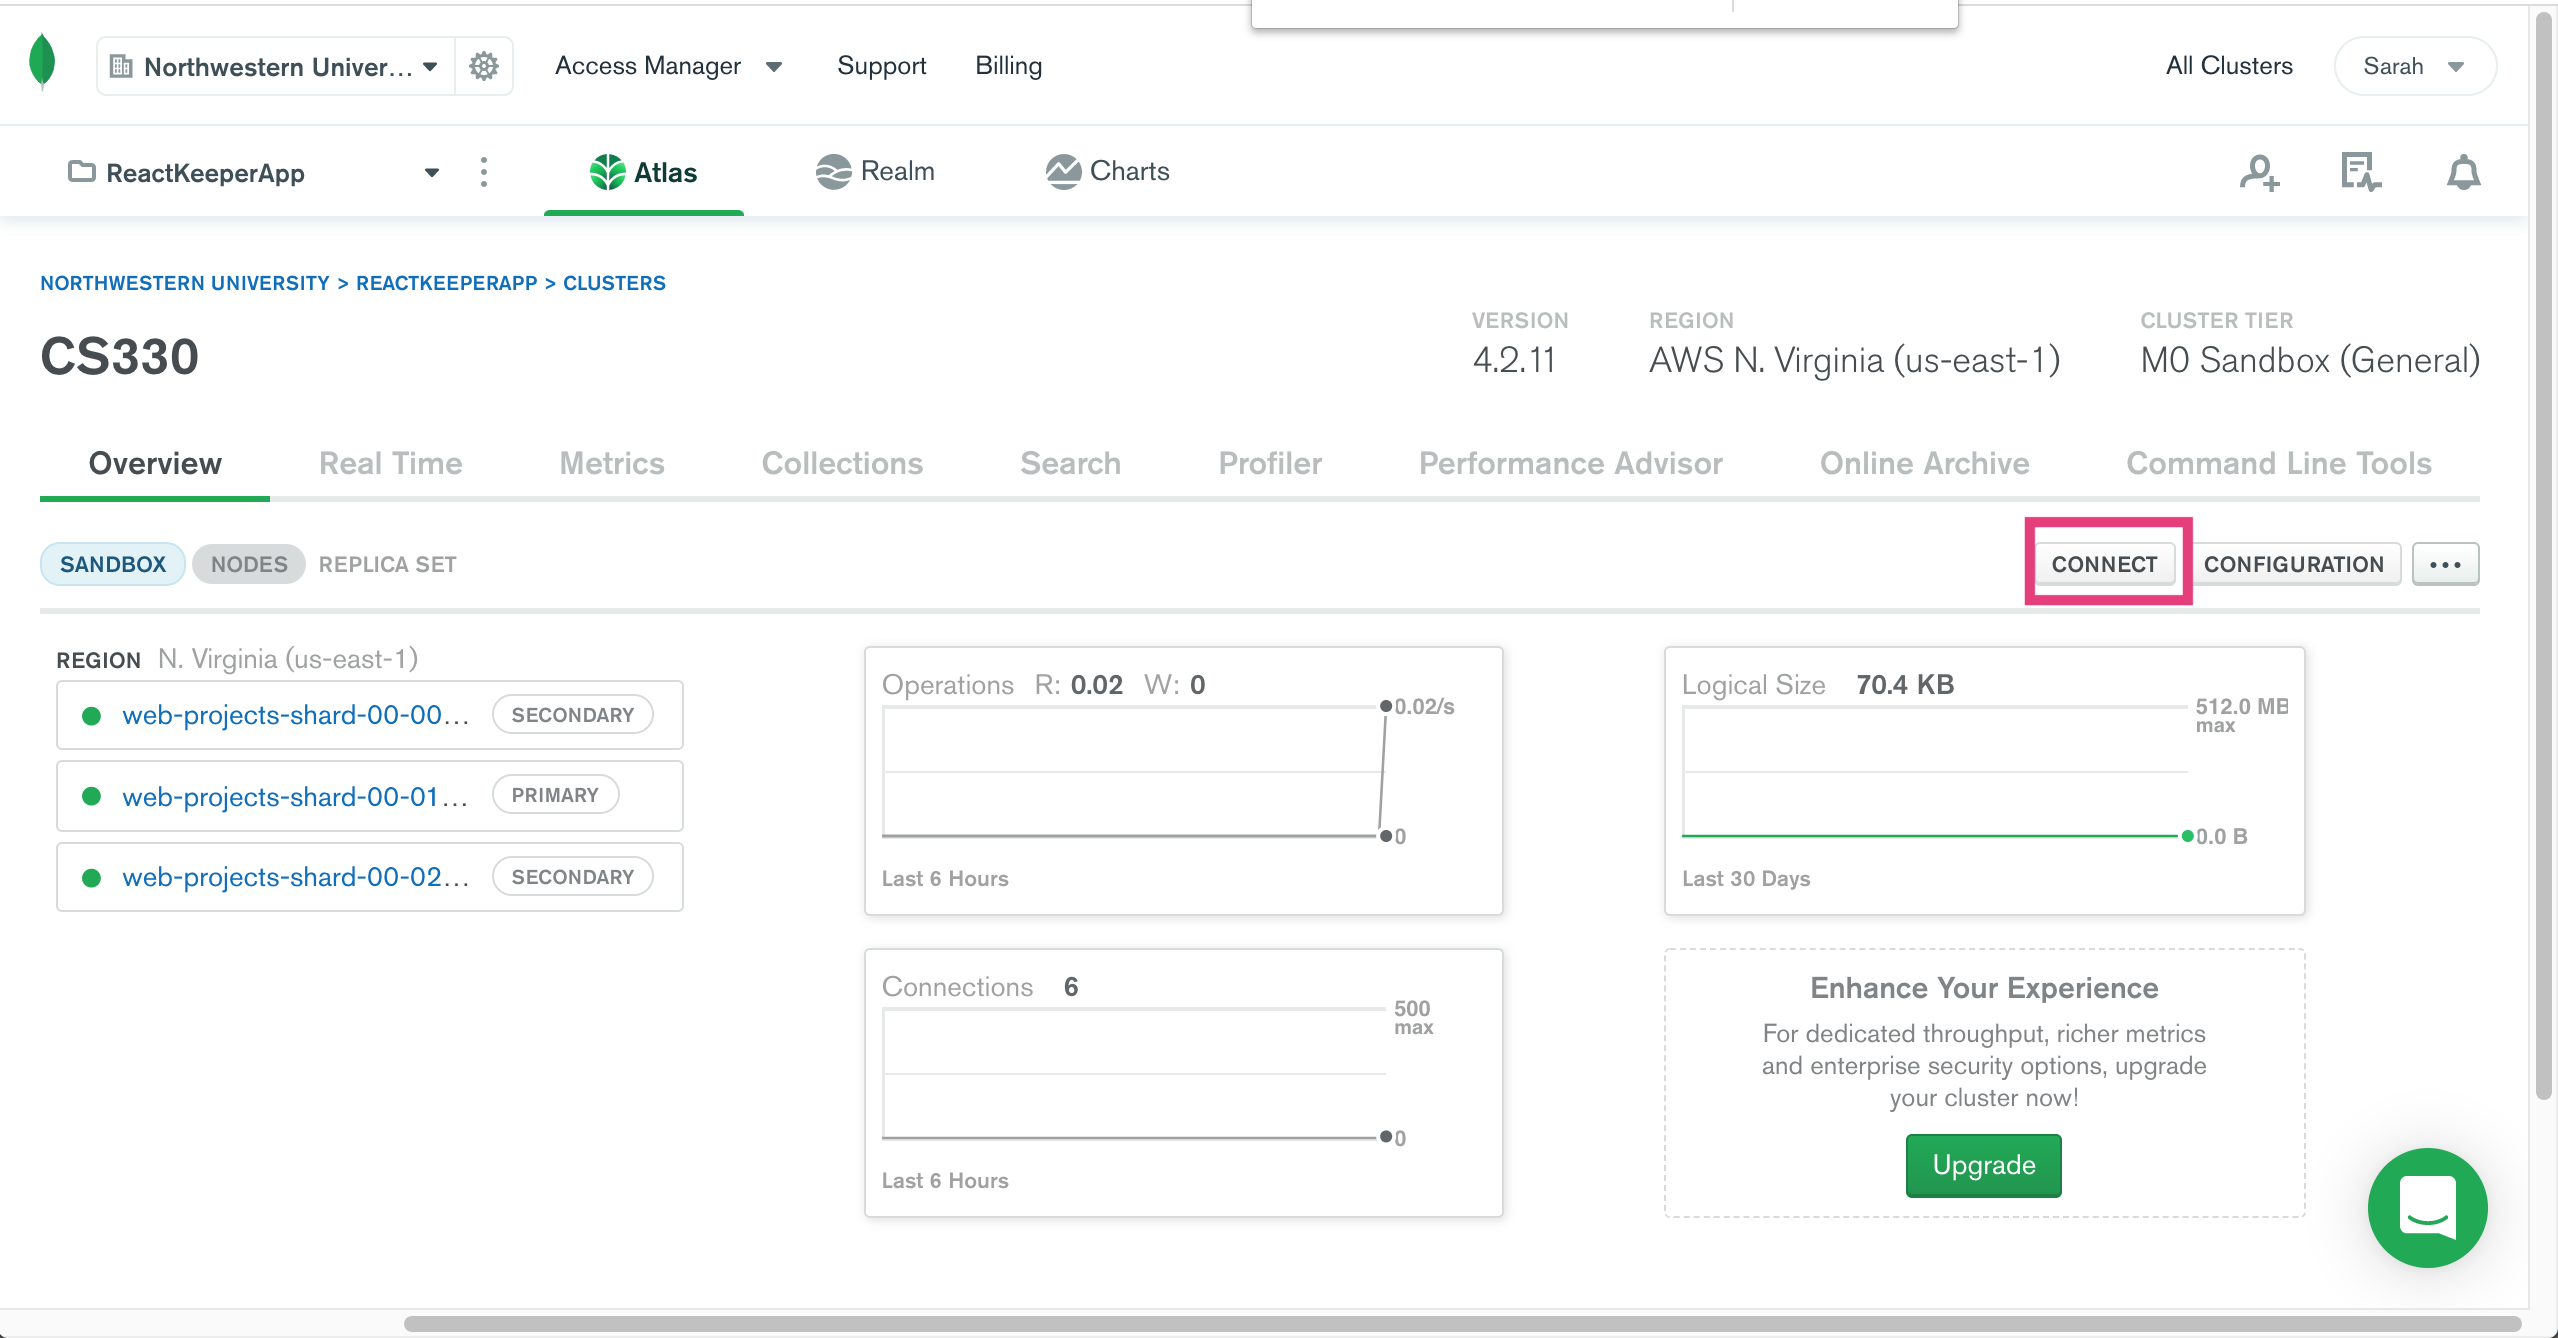 Northwestern Univer...
Access Manager
Support
Billing
All Clusters
Sarah
ReactKeeperApp
Atlas
Realm
Charts
NORTHWESTERN UNIVERSITY > REACTKEEPERAPP > CLUSTERS
CS330
VERSION
4.2.11
REGION
AWS N. Virginia (us-east-1)
CLUSTER TIER
M0 Sandbox (General)
Overview
Real Time
Metrics
Collections
Search
Profiler
Performance Advisor
Online Archive
Command Line Tools
SANDBOX
NODES
REPLICA SET
CONNECT
CONFIGURATION
...
REGION N. Virginia (us-east-1)
web-projects-shard-00-00...
SECONDARY
web-projects-shard-00-01...
PRIMARY
web-projects-shard-00-02...
SECONDARY
Operations R: 0.02 W: 0
0.02/s
0
Last 6 Hours
Logical Size 70.4 KB
512.0 MB
max
0.0 B
Last 30 Days
Connections 6
500
max
0
Last 6 Hours
Enhance Your Experience
For dedicated throughput, richer metrics
and enterprise security options, upgrade
your cluster now!
Upgrade